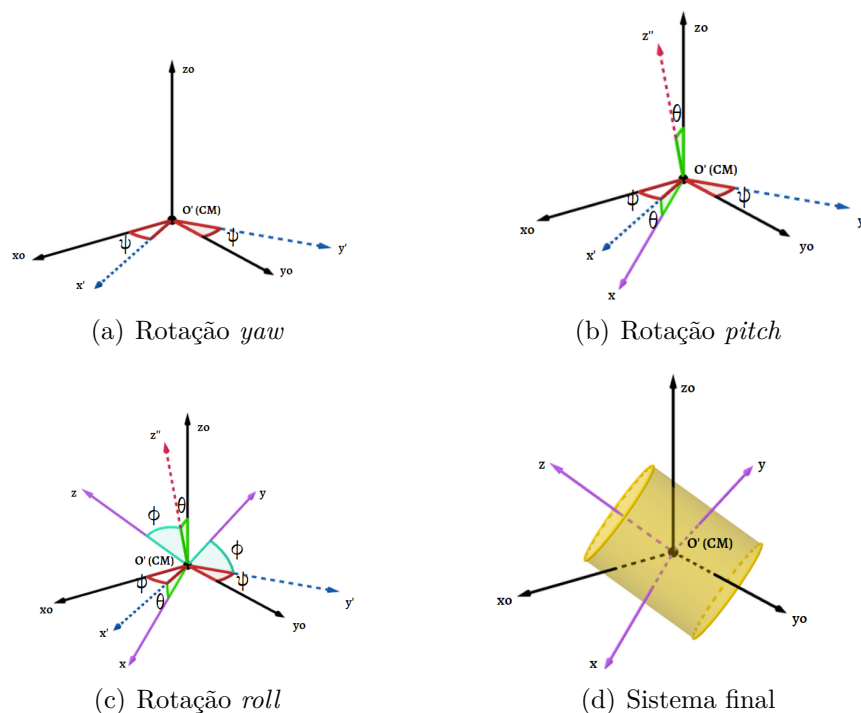 zo
ψ
O' (CM)
ψ
xo
x'
yo
y'
(a) Rotação yaw
zo
z''
θ
O' (CM)
ψ
ψ
θ
xo
x'
yo
y
x
(b) Rotação pitch
zo
z''
z
θ
y
ϕ
ϕ
O' (CM)
ψ
ψ
θ
xo
x'
yo
y'
x
(c) Rotação roll
zo
z
y
O' (CM)
xo
yo
x
(d) Sistema final